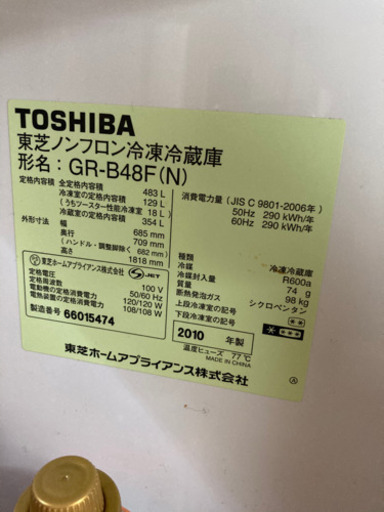 TOSHIBA
東芝ノンフロン冷凍冷蔵庫
形名：GR-B48F(N)
定格内容積 全定格内容積 483 L
冷凍室の定格内容積 129 L
(うちツースター性能冷凍室 18 L)
冷蔵室の定格内容積 354 L
外形寸法 幅 685 mm
奥行 709 mm
(ハンドル・調整脚除く 682 mm)
高さ 1818 mm
東芝ホームアプライアンス株式会社 S-JET
定格電圧 100 V
定格周波数 50/60 Hz
電動機の定格消費電力 120/120 W
電熱装置の定格消費電力 108/108 W
製造番号 66015474
消費電力量 (JIS C 9801-2006年)
50Hz 290 kWh/年
60Hz 290 kWh/年
種類 冷凍冷蔵庫
冷媒 R600a
冷媒封入量 74 g
質量 98 kg
断熱発泡ガス シクロペンタン
上段冷凍室の記号
下段冷凍室の記号
2010 年製
温度ヒューズ 77℃
MADE IN CHINA
東芝ホームアプライアンス株式会社
Ⓐ